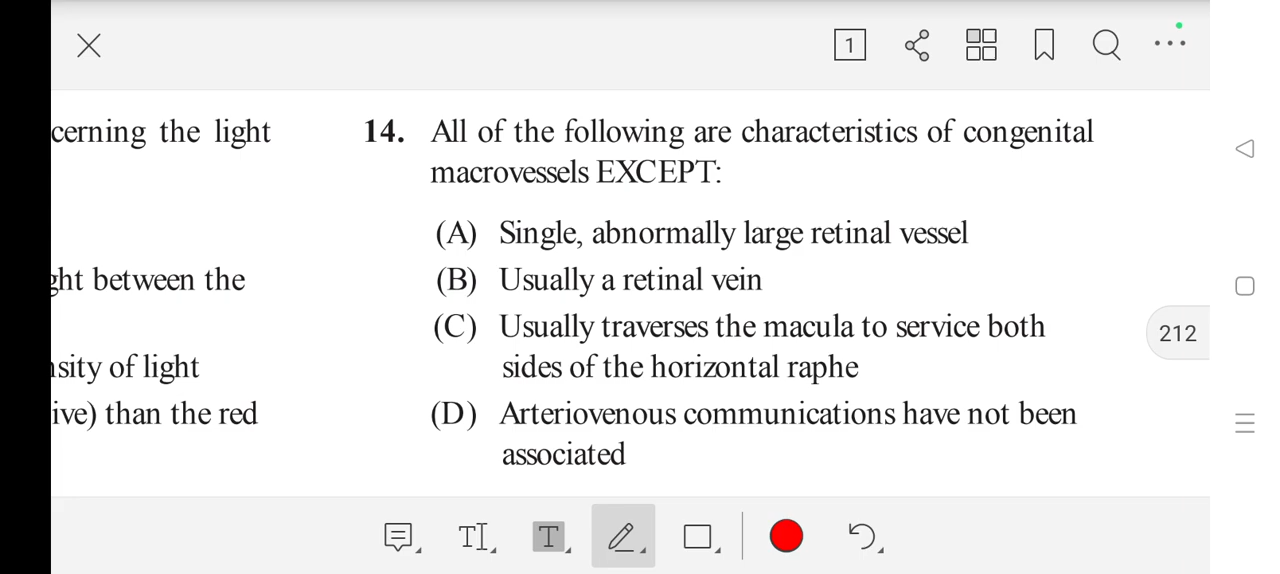 1
cerning the light
ght between the
sity of light
ive) than the red
14. All of the following are characteristics of congenital
macrovessels EXCEPT:
(A) Single, abnormally large retinal vessel
(B) Usually a retinal vein
(C) Usually traverses the macula to service both
sides of the horizontal raphe
(D) Arteriovenous communications have not been
associated
212
T
T